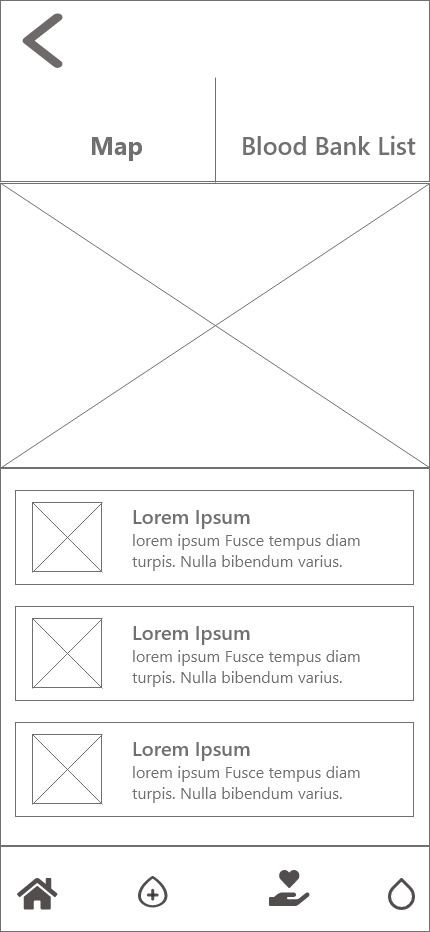 Map
Blood Bank List
Lorem Ipsum
lorem ipsum Fusce tempus diam
turpis. Nulla bibendum varius.
Lorem Ipsum
lorem ipsum Fusce tempus diam
turpis. Nulla bibendum varius.
Lorem Ipsum
lorem ipsum Fusce tempus diam
turpis. Nulla bibendum varius.